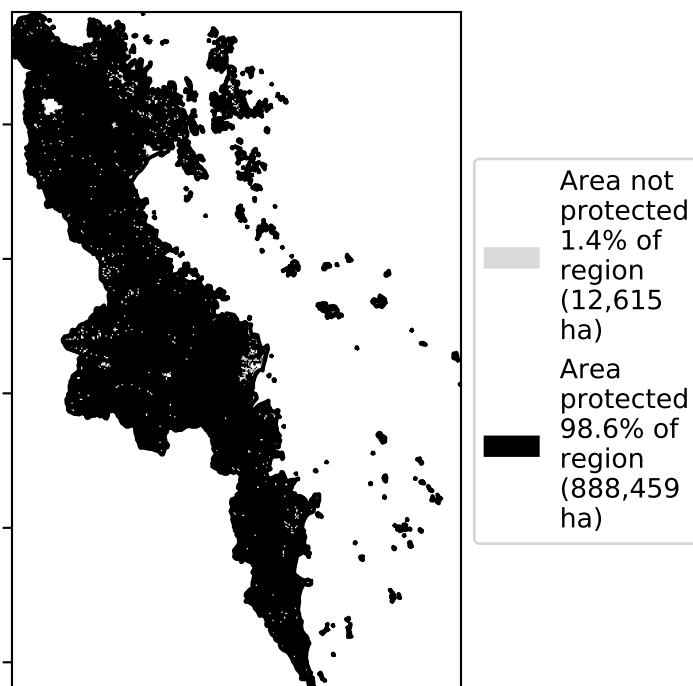 Area not
protected
1.4% of
region
(12,615
ha)
Area
protected
98.6% of
region
(888,459
ha)